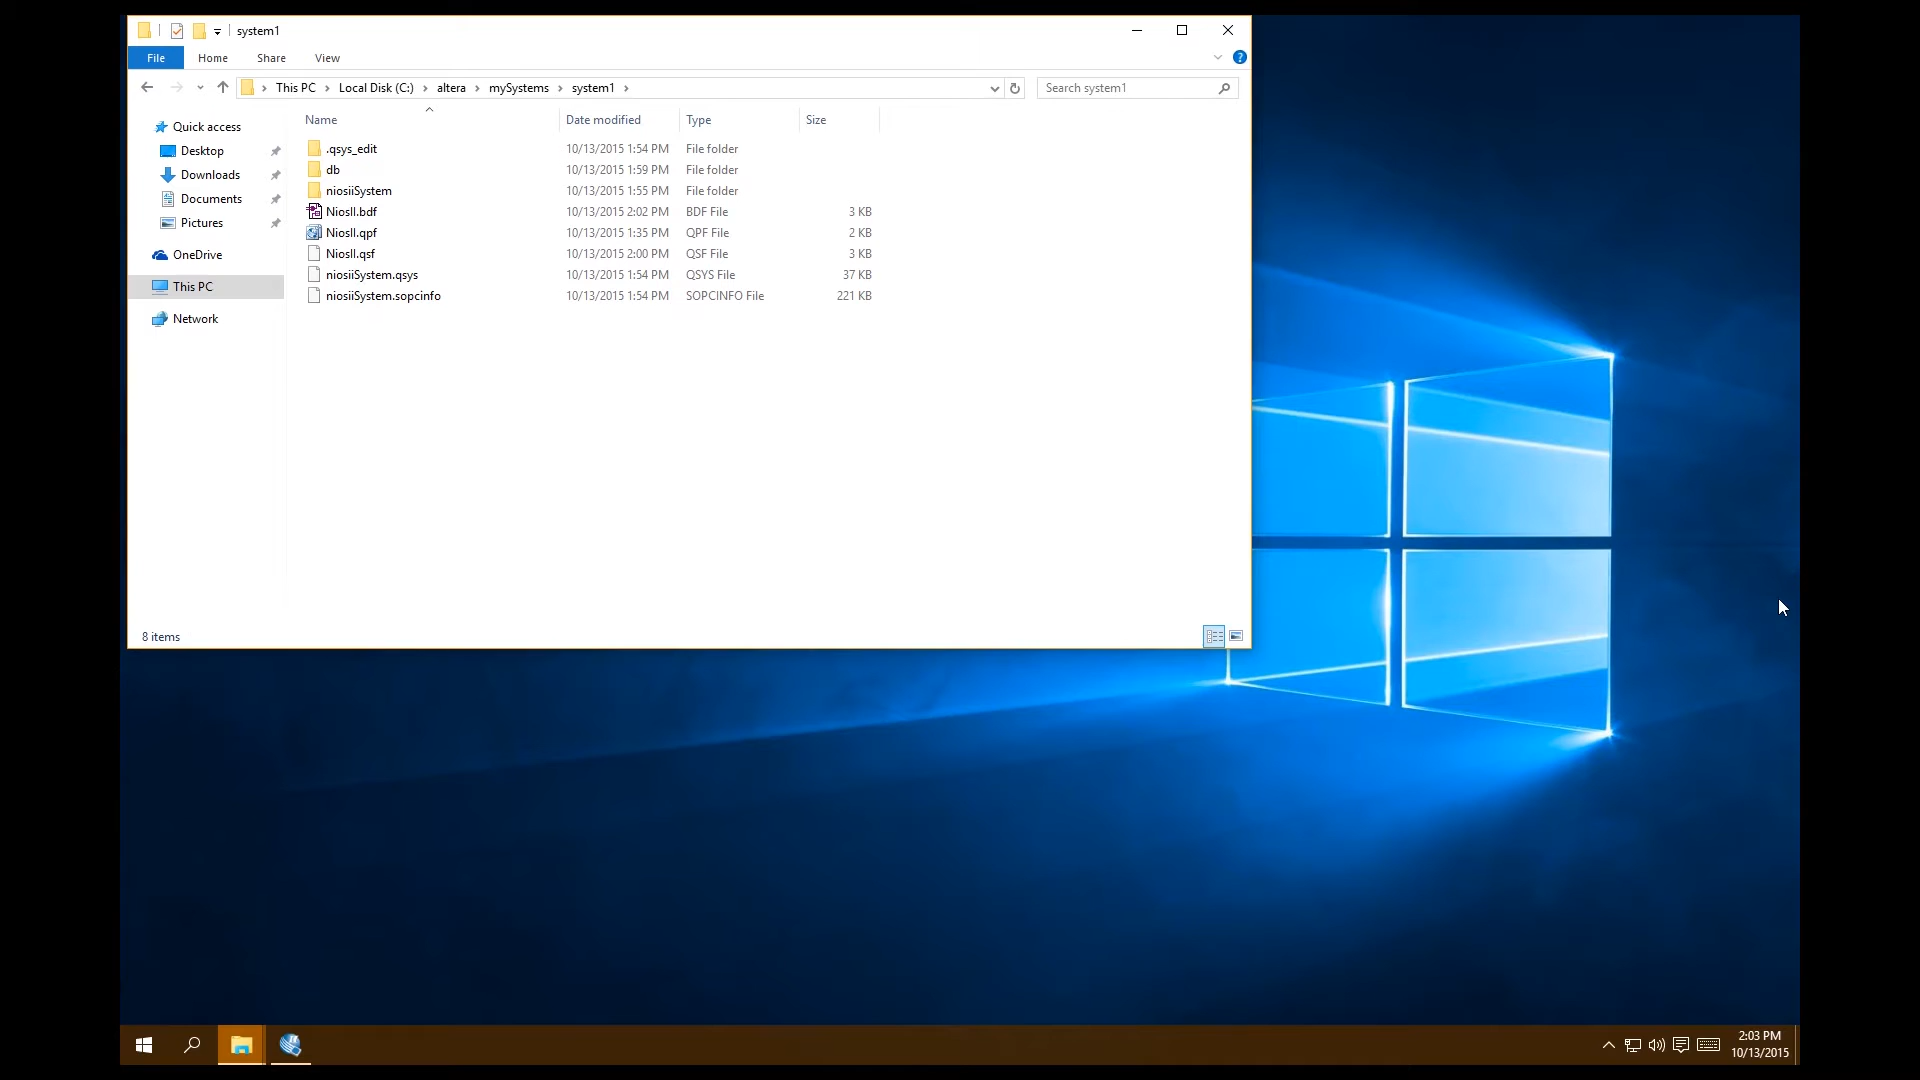 system1
File Home Share View
This PC Local Disk (C:) altera mySystems system1
Search system1
Name Date modified Type Size
Quick access
Desktop
Downloads
Documents
Pictures
OneDrive
This PC
Network
.qsys_edit 10/13/2015 1:54 PM File folder
db 10/13/2015 1:59 PM File folder
niosiiSystem 10/13/2015 1:55 PM File folder
NiosII.bdf 10/13/2015 2:02 PM BDF File 3 KB
NiosII.qpf 10/13/2015 1:35 PM QPF File 2 KB
NiosII.qsf 10/13/2015 2:00 PM QSF File 3 KB
niosiiSystem.qsys 10/13/2015 1:54 PM QSYS File 37 KB
niosiiSystem.sopcinfo 10/13/2015 1:54 PM SOPCINFO File 221 KB
8 items
2:03 PM
10/13/2015